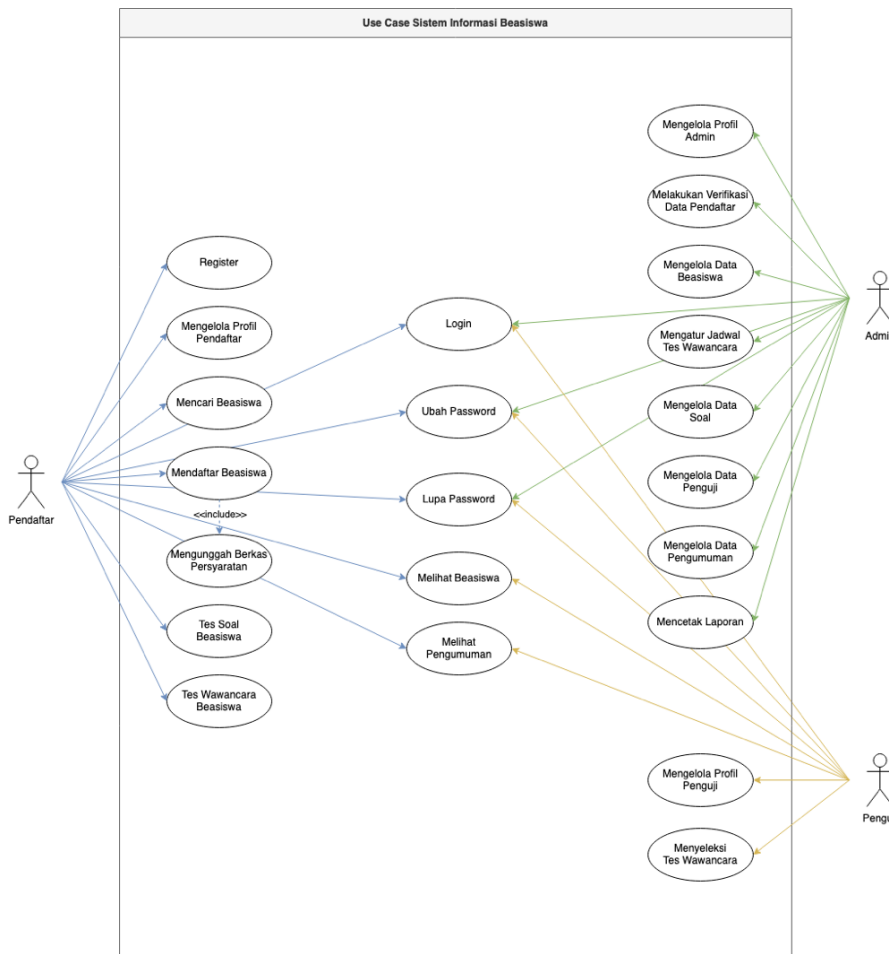 Use Case Sistem Informasi Beasiswa
Mengelola Profil
Admin
Melakukan Verifikasi
Data Pendaftar
Register
Mengelola Data
Beasiswa
Admi
Mengelola Profil
Pendaftar
Login
Mengatur Jadwal
Tes Wawancara
Mencari Beasiswa
Ubah Password
Mengelola Data
Soal
Pendaftar
Mendaftar Beasiswa
<<include>>
Lupa Password
Mengelola Data
Penguji
Mengunggah Berkas
Persyaratan
Melihat Beasiswa
Mengelola Data
Pengumuman
Tes Soal
Beasiswa
Melihat
Pengumuman
Mencetak Laporan
Tes Wawancara
Beasiswa
Mengelola Profil
Penguji
Pengu
Menyeleksi
Tes Wawancara